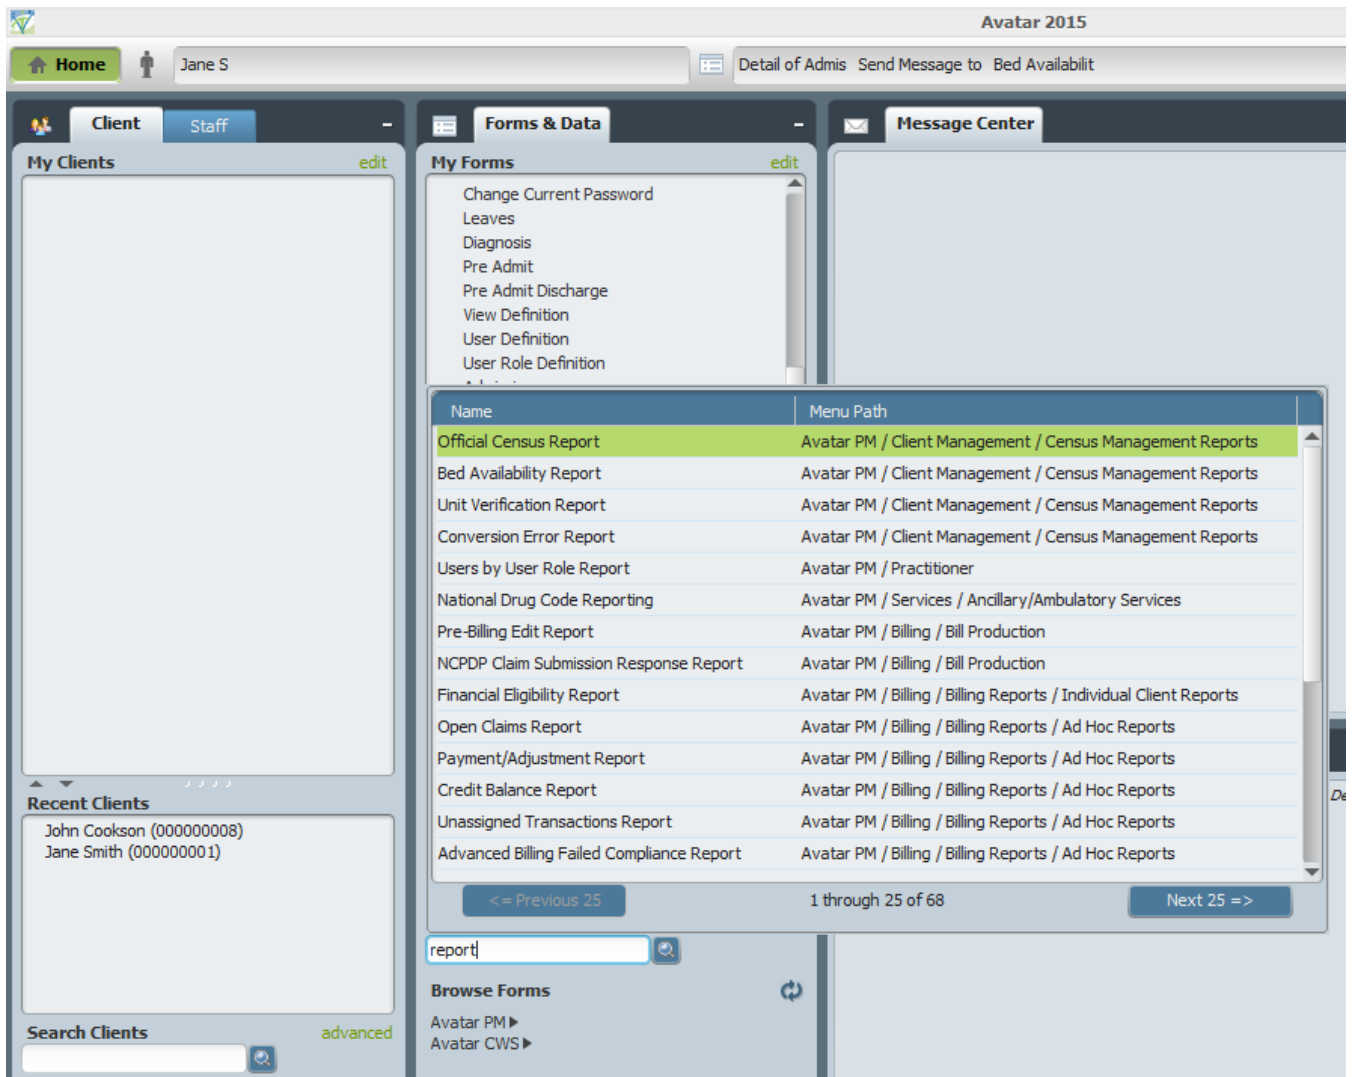 Avatar 2015
Home
Jane S
Detail of Admis Send Message to Bed Availabilit
Client
Staff
Forms & Data
Message Center
My Clients
edit
My Forms
edit
Change Current Password
Leaves
Diagnosis
Pre Admit
Pre Admit Discharge
View Definition
User Definition
User Role Definition
Name Menu Path
Official Census Report Avatar PM / Client Management / Census Management Reports
Bed Availability Report Avatar PM / Client Management / Census Management Reports
Unit Verification Report Avatar PM / Client Management / Census Management Reports
Conversion Error Report Avatar PM / Client Management / Census Management Reports
Users by User Role Report Avatar PM / Practitioner
National Drug Code Reporting Avatar PM / Services / Ancillary/Ambulatory Services
Pre-Billing Edit Report Avatar PM / Billing / Bill Production
NCPDP Claim Submission Response Report Avatar PM / Billing / Bill Production
Financial Eligibility Report Avatar PM / Billing / Billing Reports / Individual Client Reports
Open Claims Report Avatar PM / Billing / Billing Reports / Ad Hoc Reports
Payment/Adjustment Report Avatar PM / Billing / Billing Reports / Ad Hoc Reports
Credit Balance Report Avatar PM / Billing / Billing Reports / Ad Hoc Reports
Unassigned Transactions Report Avatar PM / Billing / Billing Reports / Ad Hoc Reports
Advanced Billing Failed Compliance Report Avatar PM / Billing / Billing Reports / Ad Hoc Reports
<= Previous 25 1 through 25 of 68 Next 25 =>
De
Recent Clients
John Cookson (000000008)
Jane Smith (000000001)
Search Clients
advanced
report
Browse Forms
Avatar PM
Avatar CWS